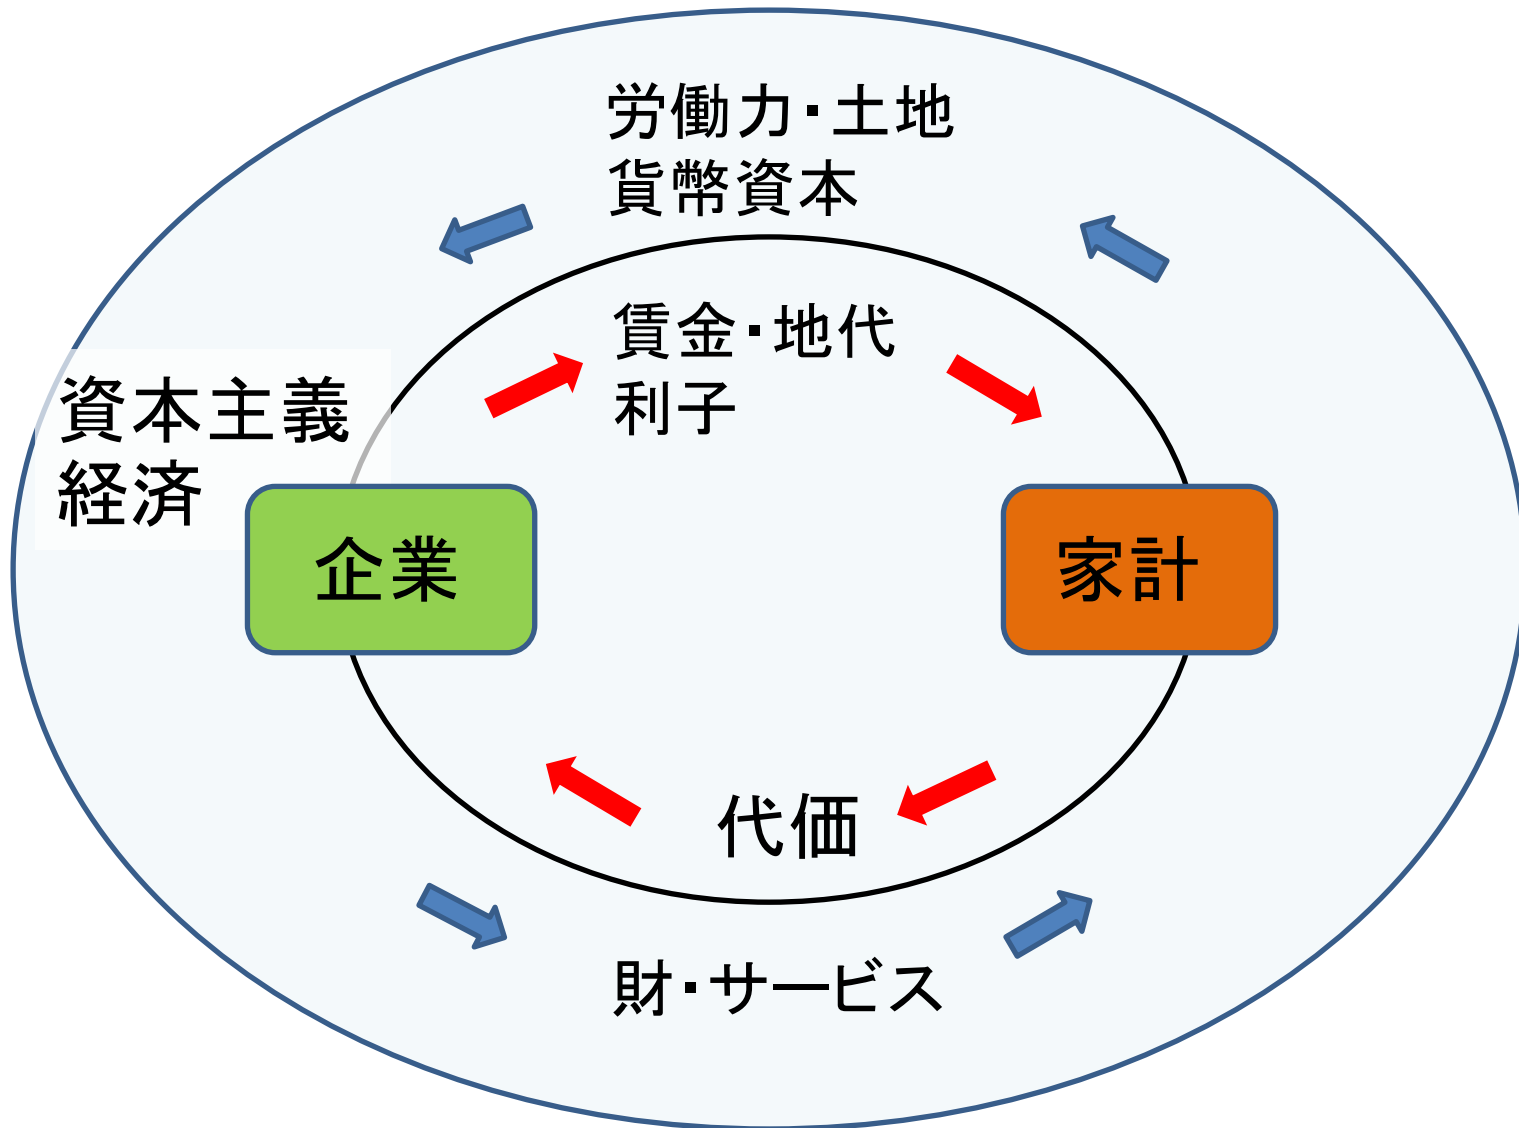 労働力・土地
貨幣資本
賃金・地代
利子
資本主義
経済
企業
家計
代価
財・サービス